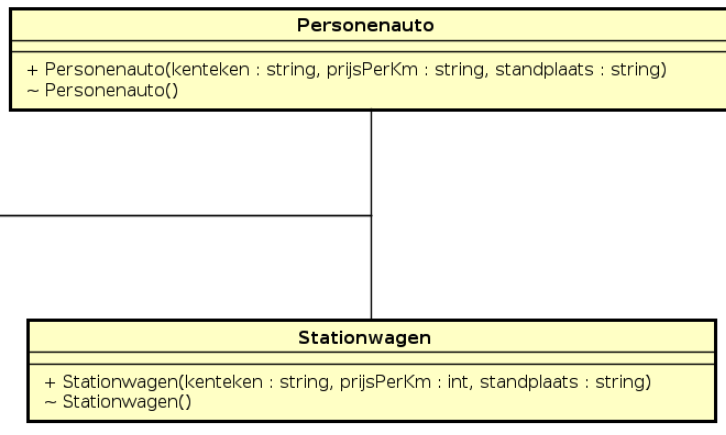 Personenauto
+ Personenauto(kenteken : string, prijsPerKm : string, standplaats : string)
~ Personenauto()
Stationwagen
+ Stationwagen(kenteken : string, prijsPerKm : int, standplaats : string)
~ Stationwagen()